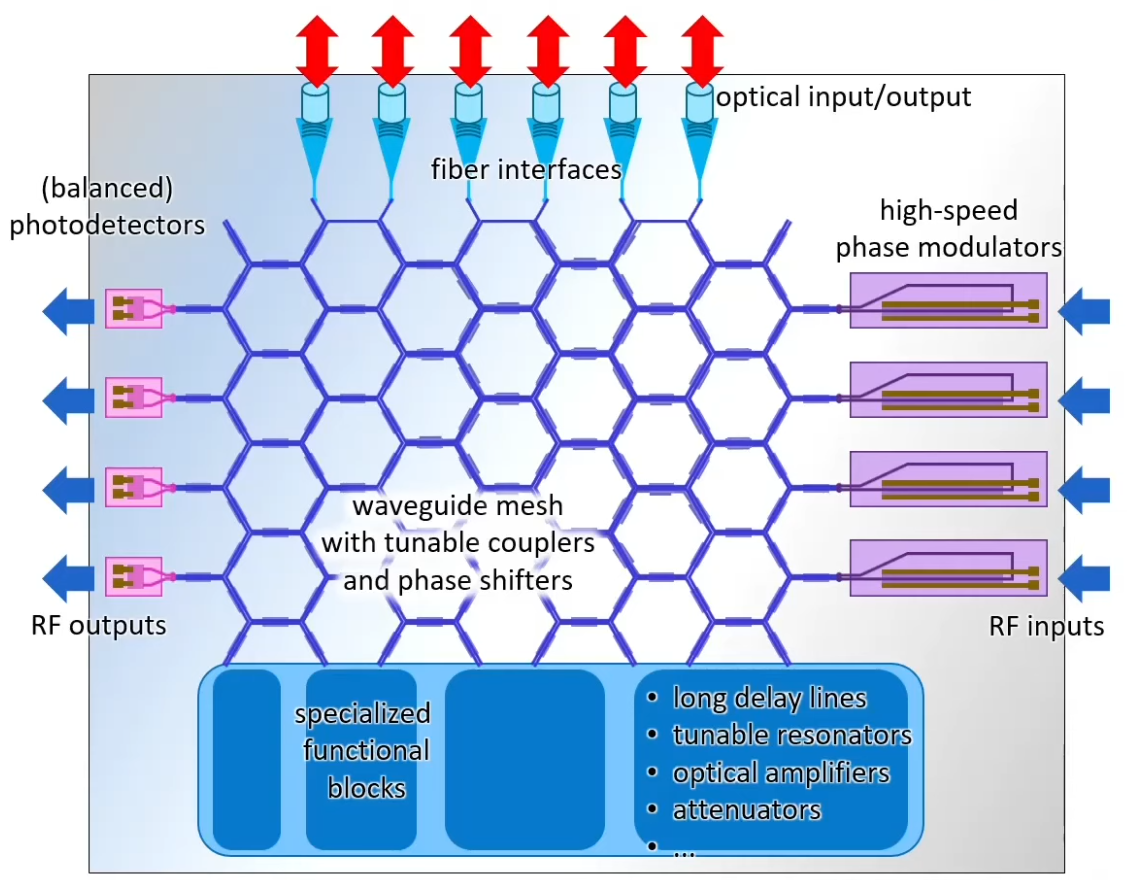 optical input/output
fiber interfaces
(balanced)
photodetectors
high-speed
phase modulators
waveguide mesh
with tunable couplers
and phase shifters
RF outputs
RF inputs
specialized
functional
blocks
• long delay lines
• tunable resonators
• optical amplifiers
• attenuators
• ...